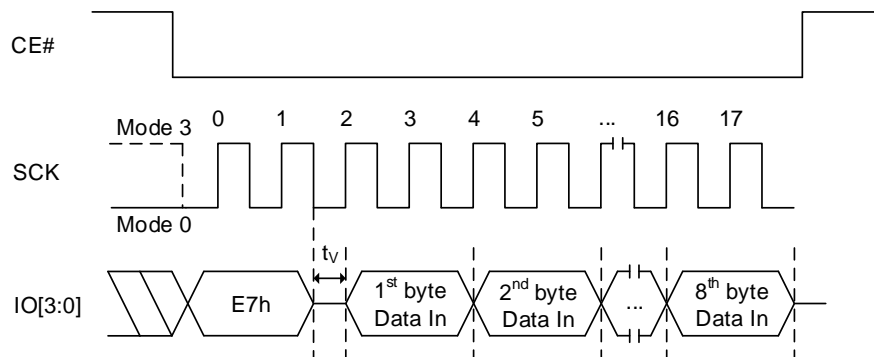 CE#
0 1 2 3 4 5 ... 16 17
Mode 3
SCK
Mode 0
tV
IO[3:0]
E7h
1st byte
Data In
2nd byte
Data In
...
8th byte
Data In